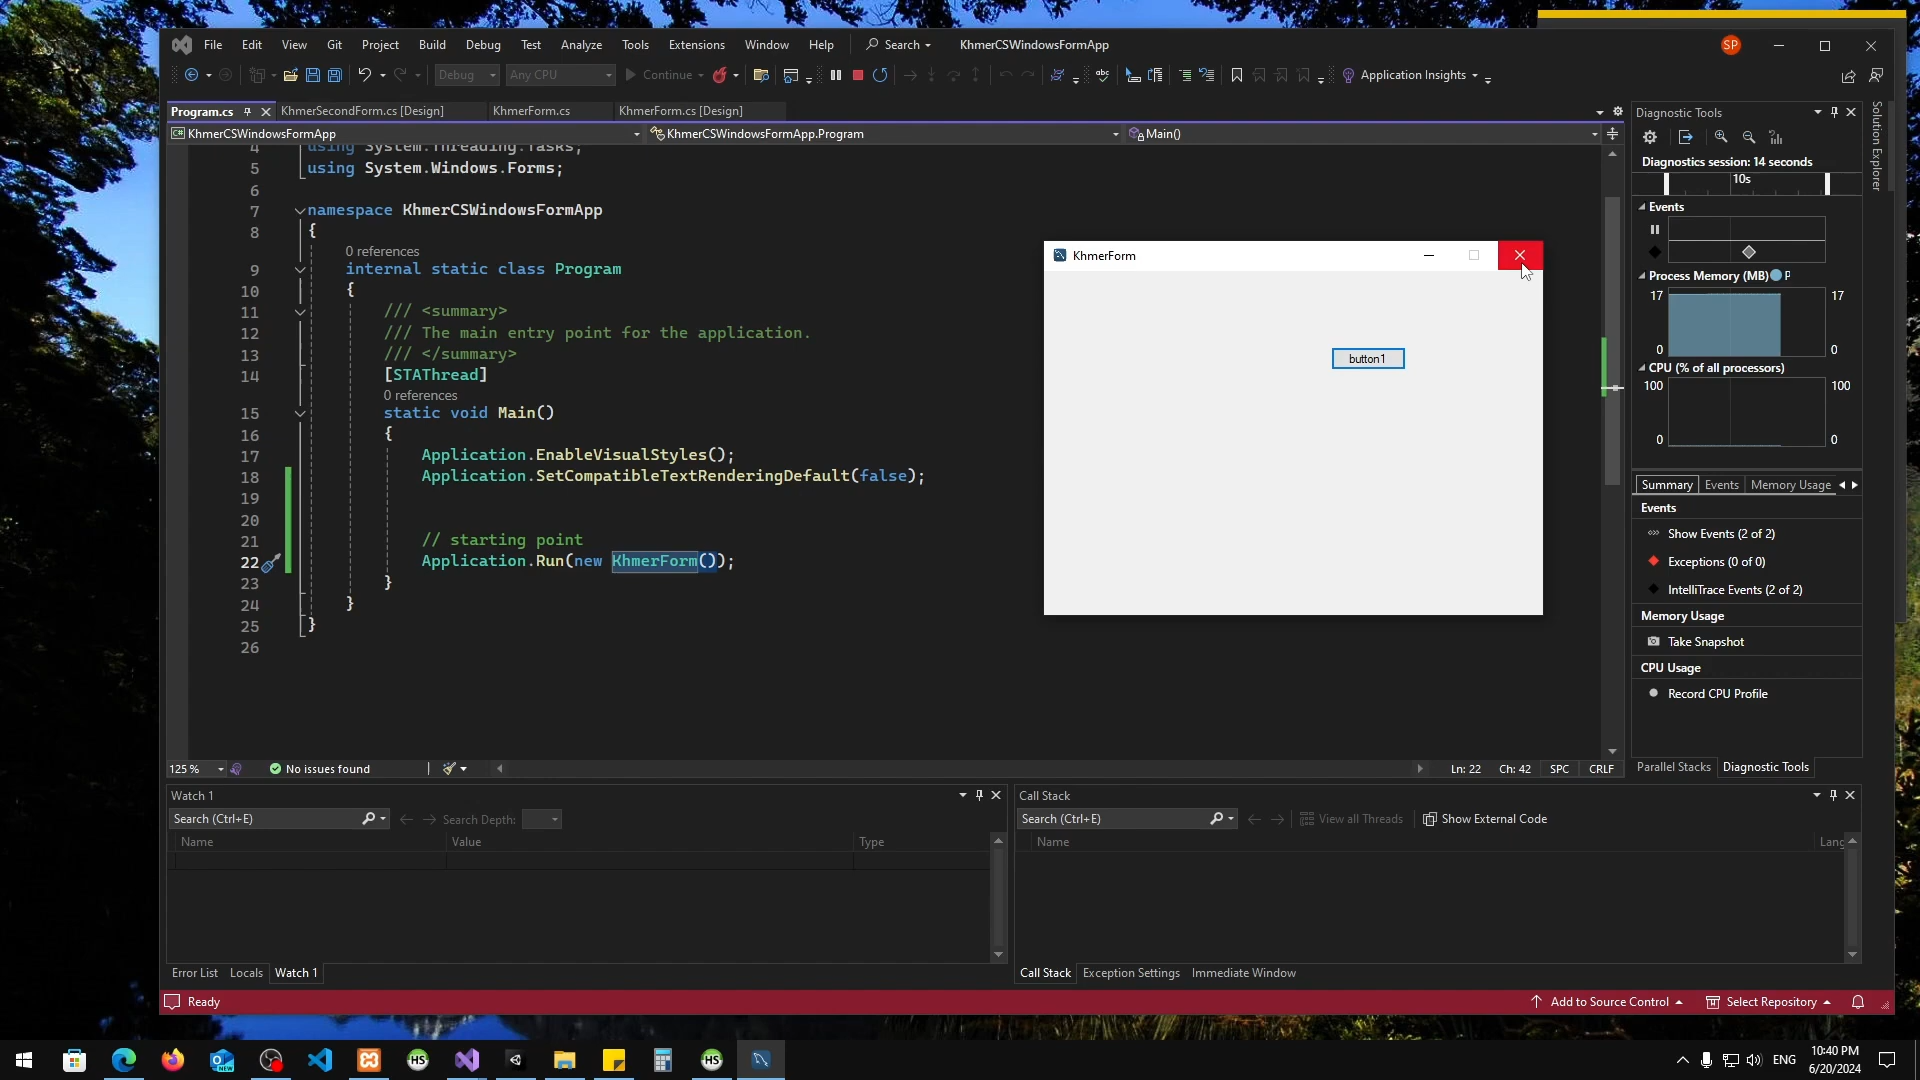 File Edit View Git Project Build Debug Test Analyze Tools Extensions Window Help Search KhmerCSWindowsFormApp SP
Debug Any CPU Continue Application Insights
Program.cs KhmerSecondForm.cs [Design] KhmerForm.cs KhmerForm.cs [Design]
KhmerCSWindowsFormApp KhmerCSWindowsFormApp.Program Main()
4 using System.Threading.Tasks;
5 using System.Windows.Forms;
6
7 namespace KhmerCSWindowsFormApp
8 {
0 references
9 internal static class Program
10 {
11 /// <summary>
12 /// The main entry point for the application.
13 /// </summary>
14 [STAThread]
0 references
15 static void Main()
16 {
17 Application.EnableVisualStyles();
18 Application.SetCompatibleTextRenderingDefault(false);
19
20
21 // starting point
22 Application.Run(new KhmerForm());
23 }
24 }
25 }
26
KhmerForm
button1
Diagnostic Tools
Diagnostics session: 14 seconds
10s
Events
Process Memory (MB) P
17 17
0 0
CPU (% of all processors)
100 100
0 0
Summary Events Memory Usage
Events
Show Events (2 of 2)
Exceptions (0 of 0)
IntelliTrace Events (2 of 2)
Memory Usage
Take Snapshot
CPU Usage
Record CPU Profile
Parallel Stacks Diagnostic Tools
Solution Explorer
125 % No issues found Ln: 22 Ch: 42 SPC CRLF
Watch 1
Search (Ctrl+E) Search Depth:
Name Value Type
Error List Locals Watch 1
Call Stack
Search (Ctrl+E) View all Threads Show External Code
Name Lang
Call Stack Exception Settings Immediate Window
Ready Add to Source Control Select Repository
NEW HS HS ENG 10:40 PM
6/20/2024